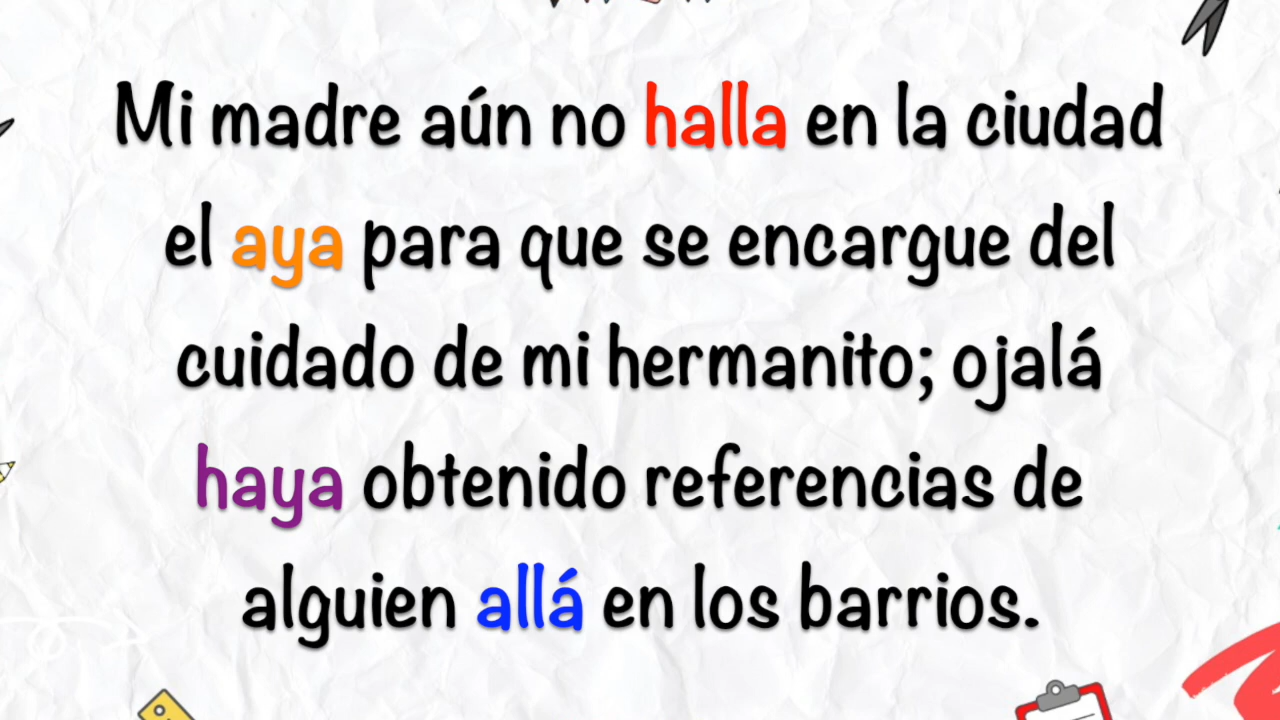 Mi madre aún no halla en la ciudad
el aya para que se encargue del
cuidado de mi hermanito; ojalá
haya obtenido referencias de
alguien allá en los barrios.